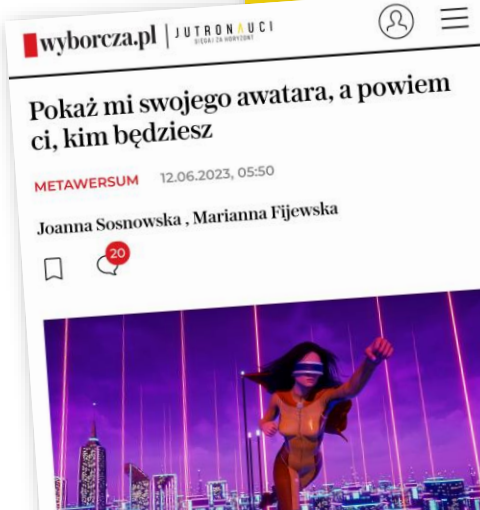 wyborcza.pl | JUTRONAUCI
SIĘGAJ ZA HORYZONT
Pokaż mi swojego awatara, a powiem
ci, kim będziesz
METAWERSUM 12.06.2023, 05:50
Joanna Sosnowska , Marianna Fijewska
20